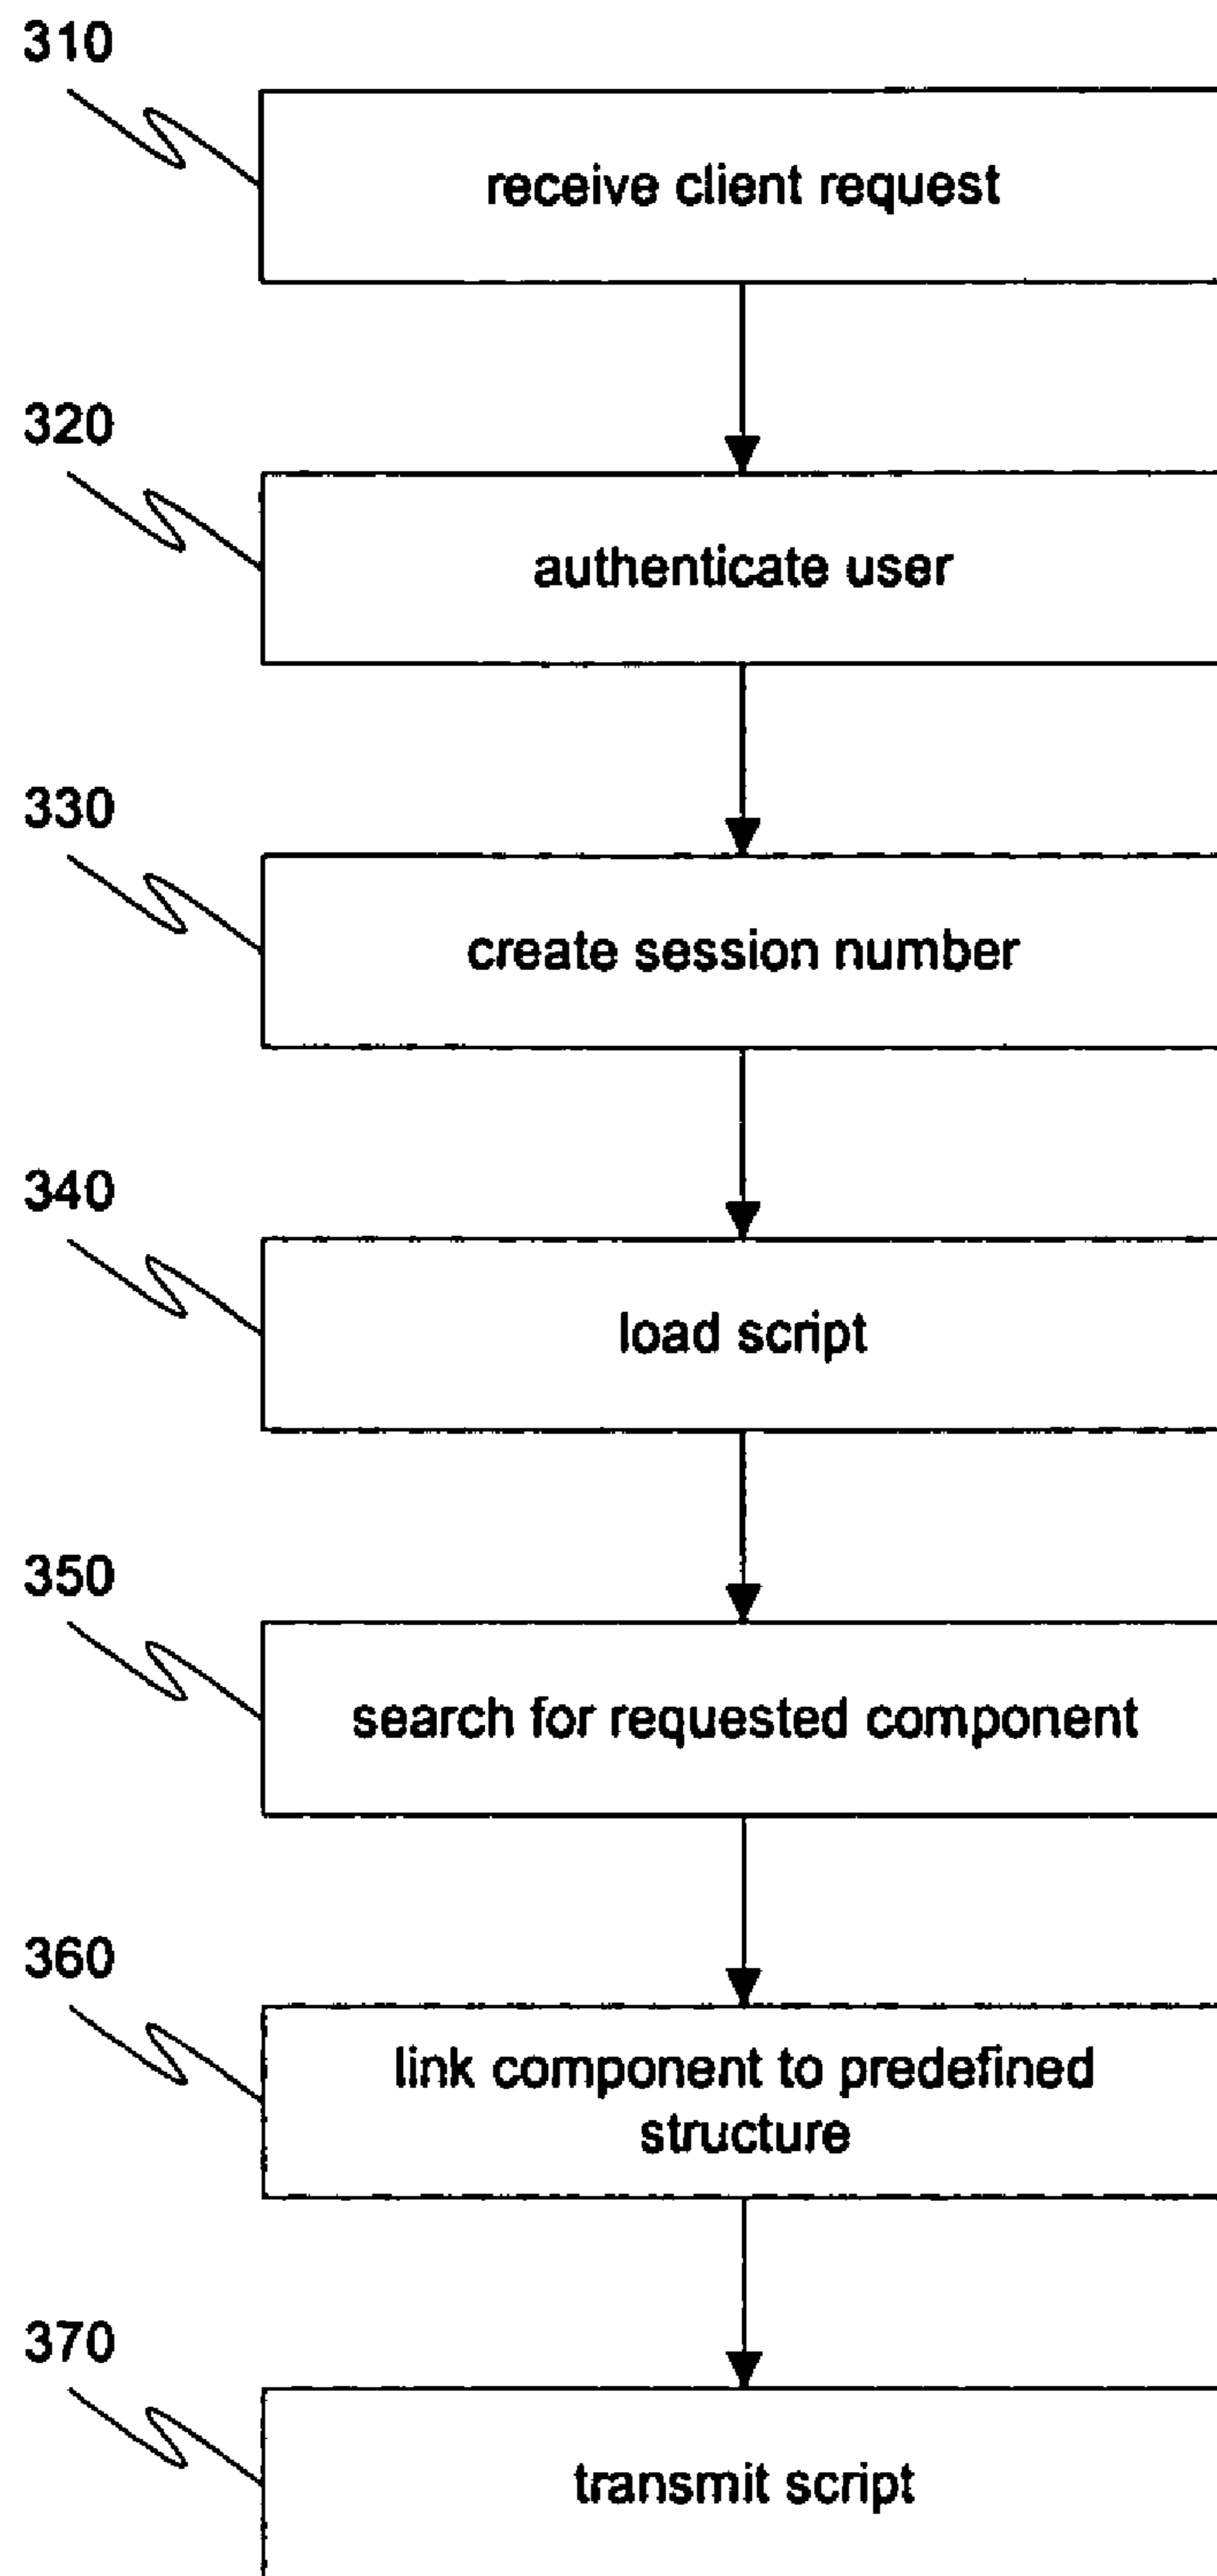 310
receive client request
320
authenticate user
330
create session number
340
load script
350
search for requested component
360
link component to predefined
structure
370
transmit script